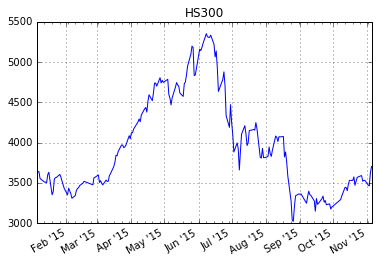 HS300
5500
5000
4500
4000
3500
3000
Feb '15
Mar '15
Apr '15
May '15
Jun '15
Jul '15
Aug '15
Sep '15
Oct '15
Nov '15